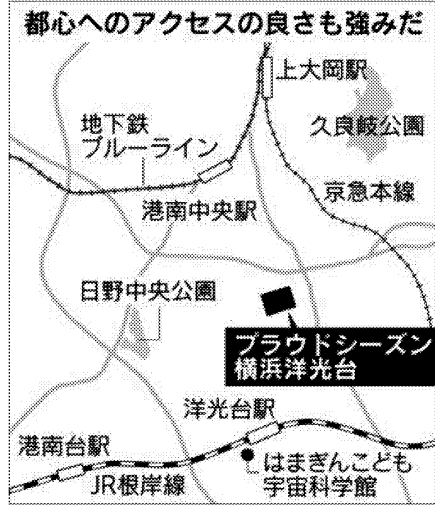 都心へのアクセスの良さも強みだ
上大岡駅
地下鉄
ブルーライン
久良岐公園
京急本線
港南中央駅
日野中央公園
プラウドシーズン
横浜洋光台
洋光台駅
港南台駅
はまぎんこども
宇宙科学館
JR根岸線